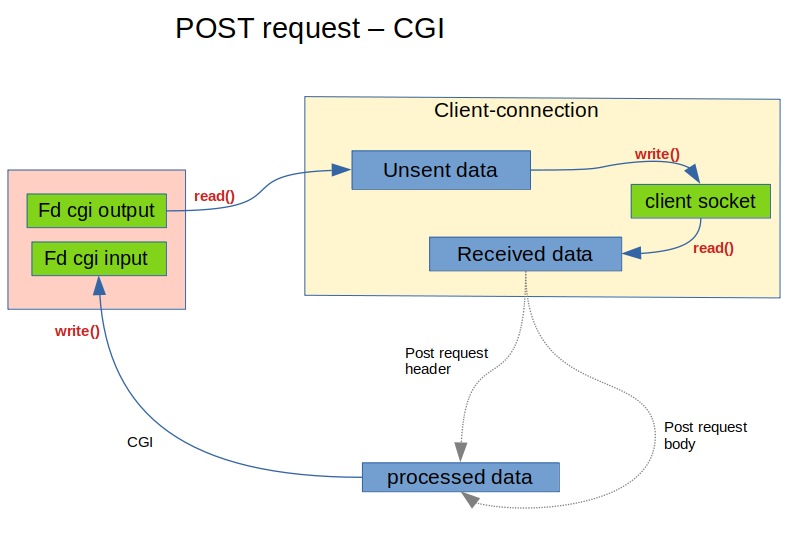 POST request – CGI
Client-connection
Unsent data
write()
client socket
read()
Fd cgi output
Fd cgi input
Received data
read()
write()
Post request
header
Post request
body
CGI
processed data